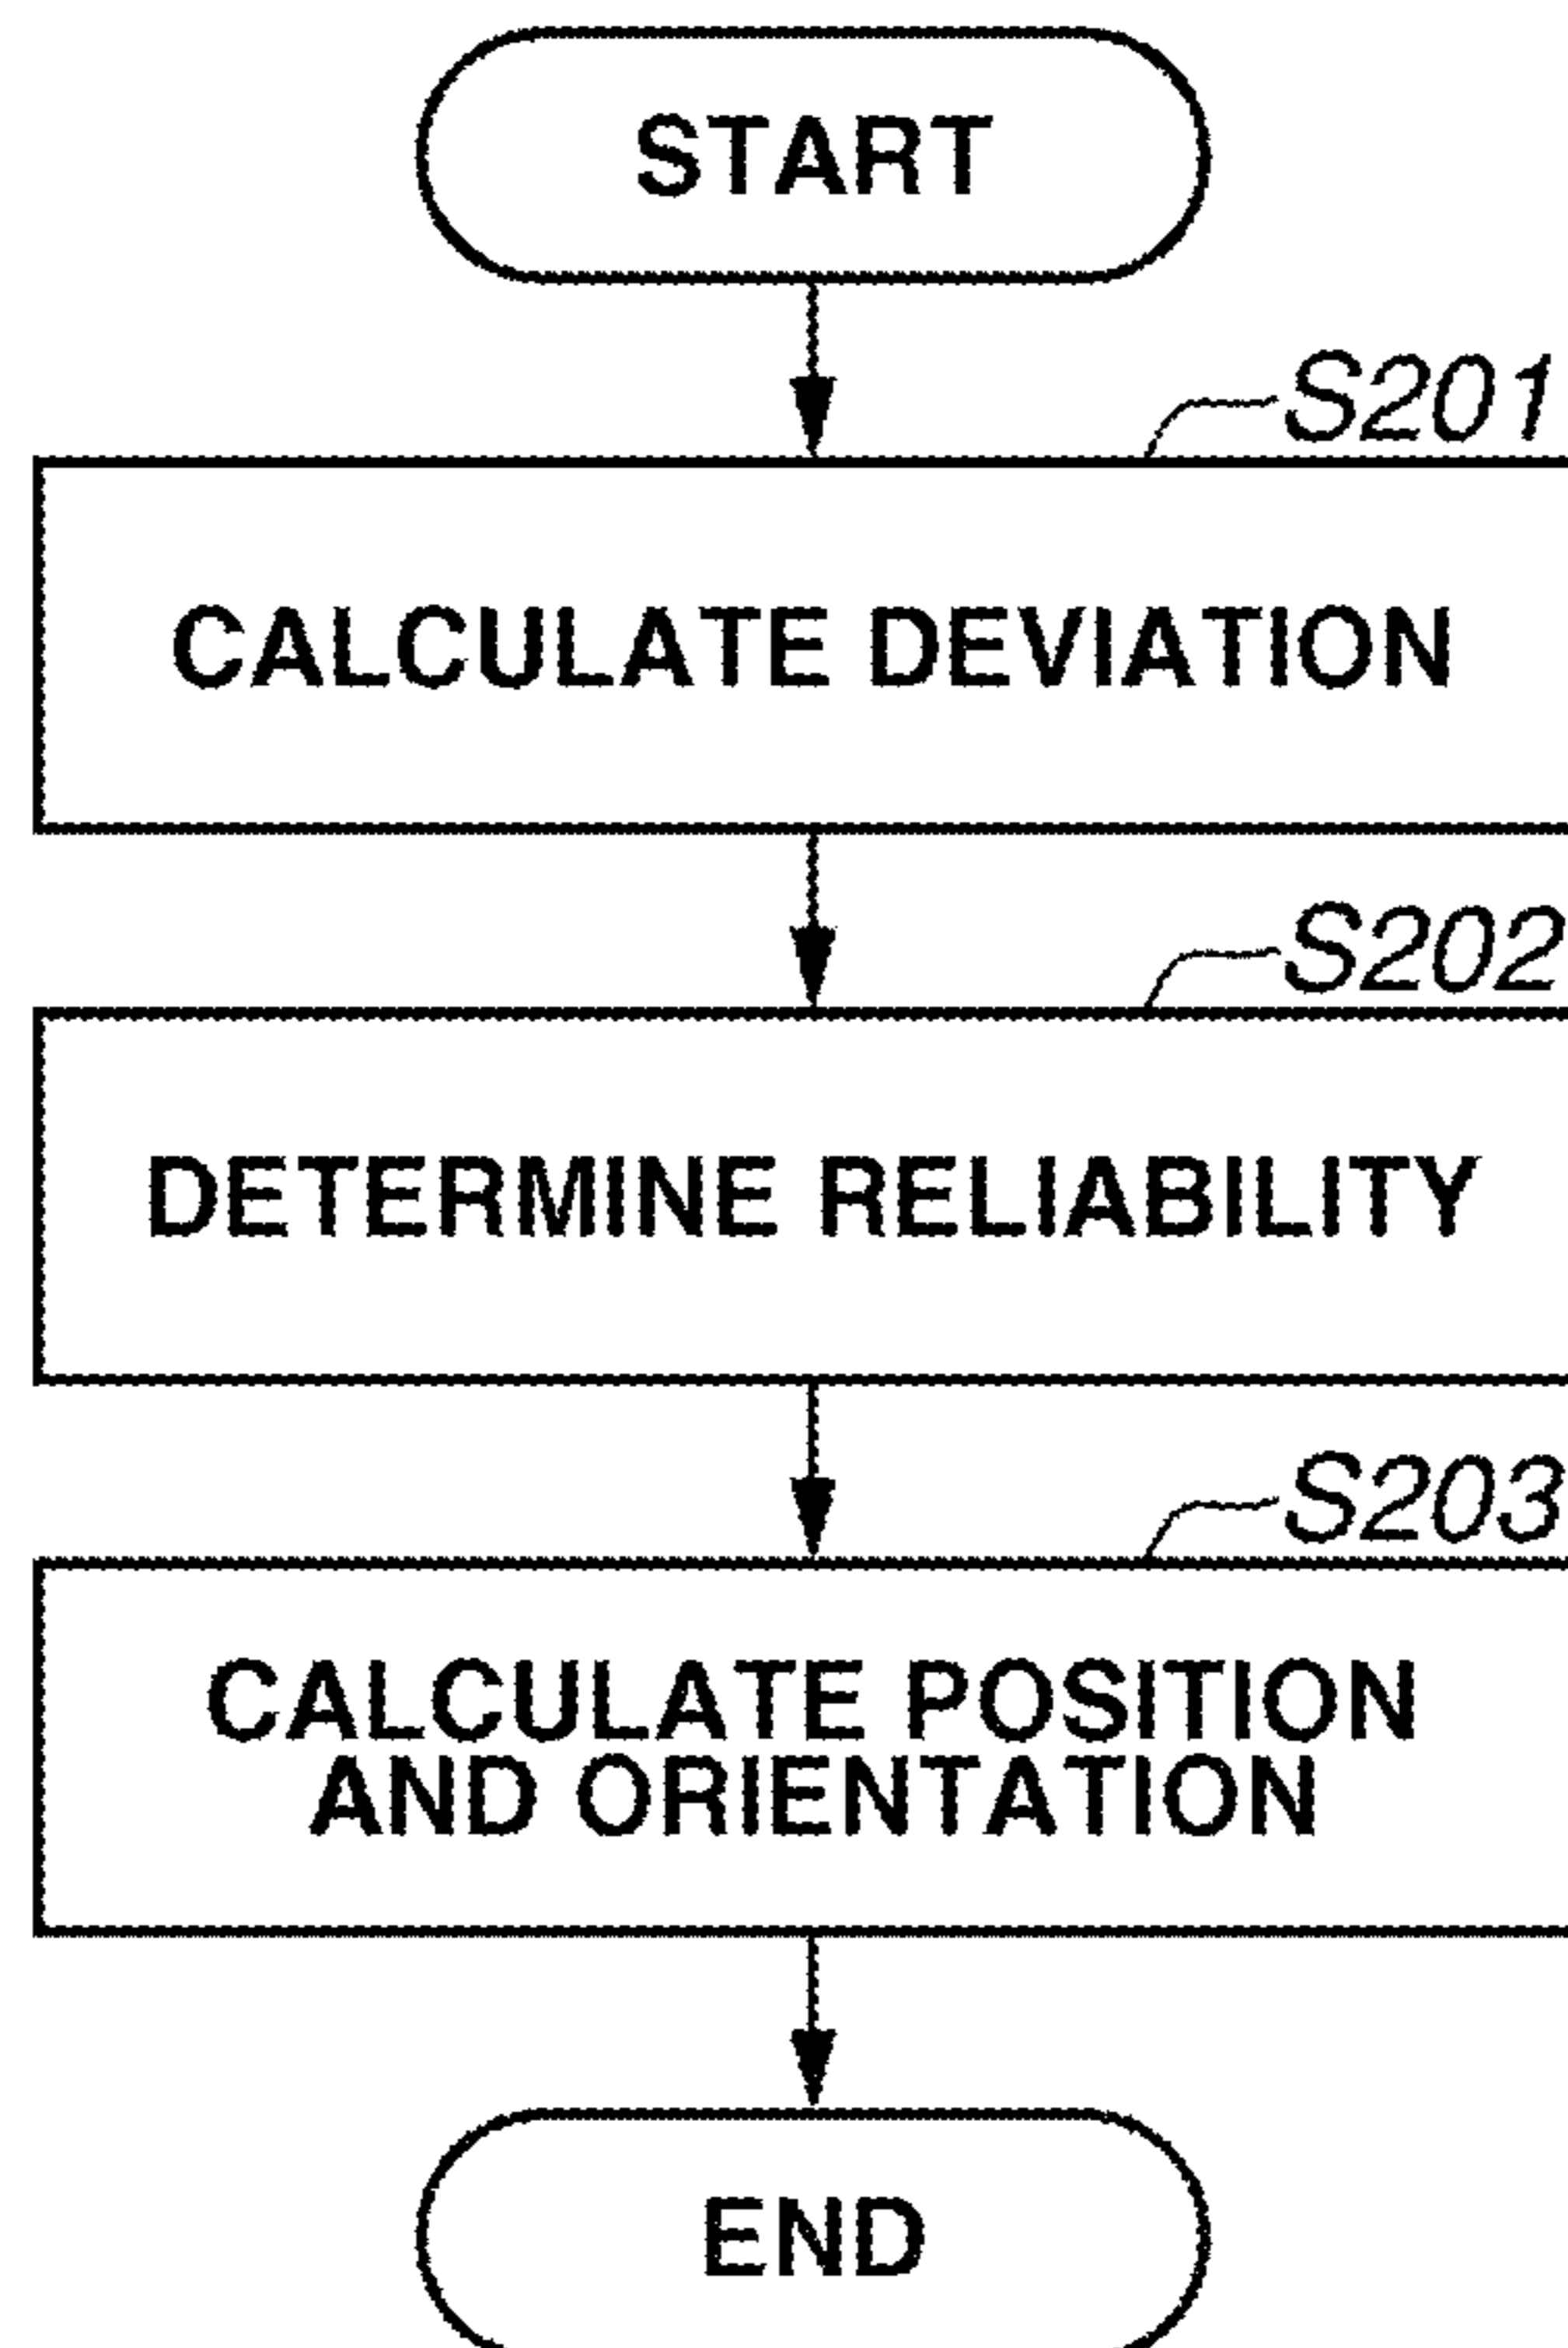 START
S201
CALCULATE DEVIATION
S202
DETERMINE RELIABILITY
S203
CALCULATE POSITION
AND ORIENTATION
END